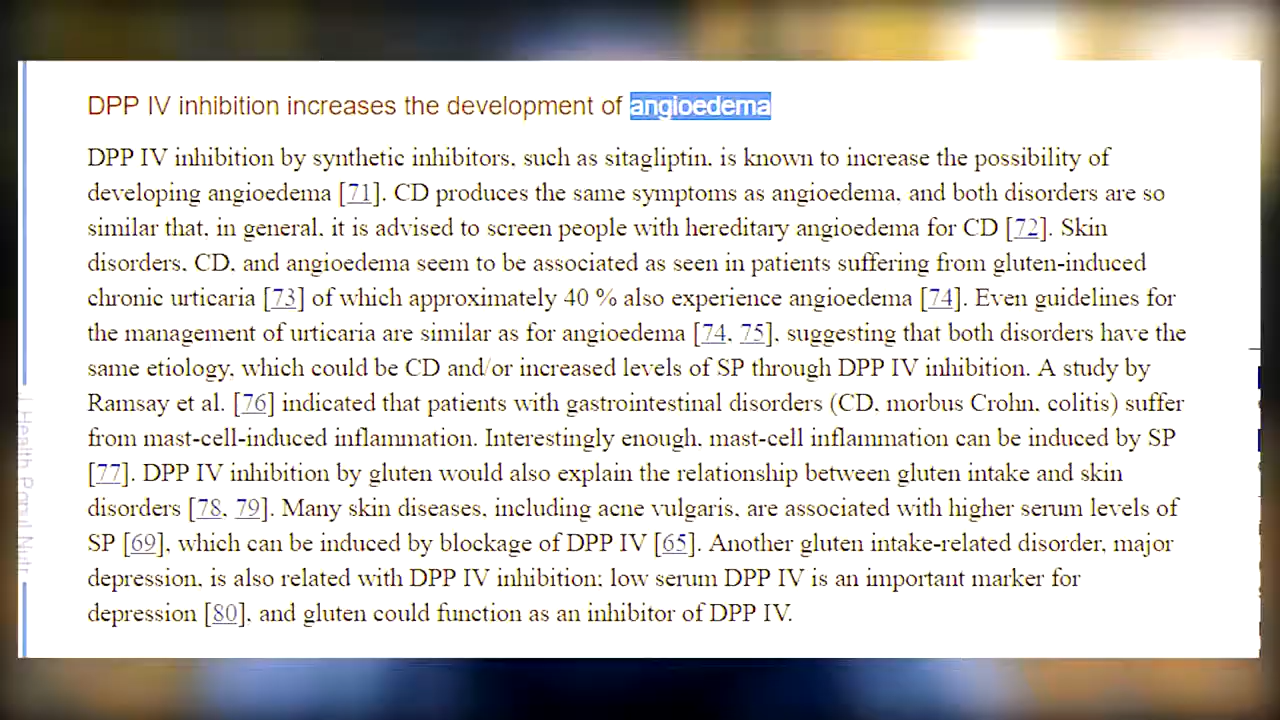 DPP IV inhibition increases the development of angioedema
DPP IV inhibition by synthetic inhibitors, such as sitagliptin, is known to increase the possibility of
developing angioedema [71]. CD produces the same symptoms as angioedema, and both disorders are so
similar that, in general, it is advised to screen people with hereditary angioedema for CD [72]. Skin
disorders, CD, and angioedema seem to be associated as seen in patients suffering from gluten-induced
chronic urticaria [73] of which approximately 40 % also experience angioedema [74]. Even guidelines for
the management of urticaria are similar as for angioedema [74, 75], suggesting that both disorders have the
same etiology, which could be CD and/or increased levels of SP through DPP IV inhibition. A study by
Ramsay et al. [76] indicated that patients with gastrointestinal disorders (CD, morbus Crohn, colitis) suffer
from mast-cell-induced inflammation. Interestingly enough, mast-cell inflammation can be induced by SP
[77]. DPP IV inhibition by gluten would also explain the relationship between gluten intake and skin
disorders [78, 79]. Many skin diseases, including acne vulgaris, are associated with higher serum levels of
SP [69], which can be induced by blockage of DPP IV [65]. Another gluten intake-related disorder, major
depression, is also related with DPP IV inhibition; low serum DPP IV is an important marker for
depression [80], and gluten could function as an inhibitor of DPP IV.
J Health Popul Nutr